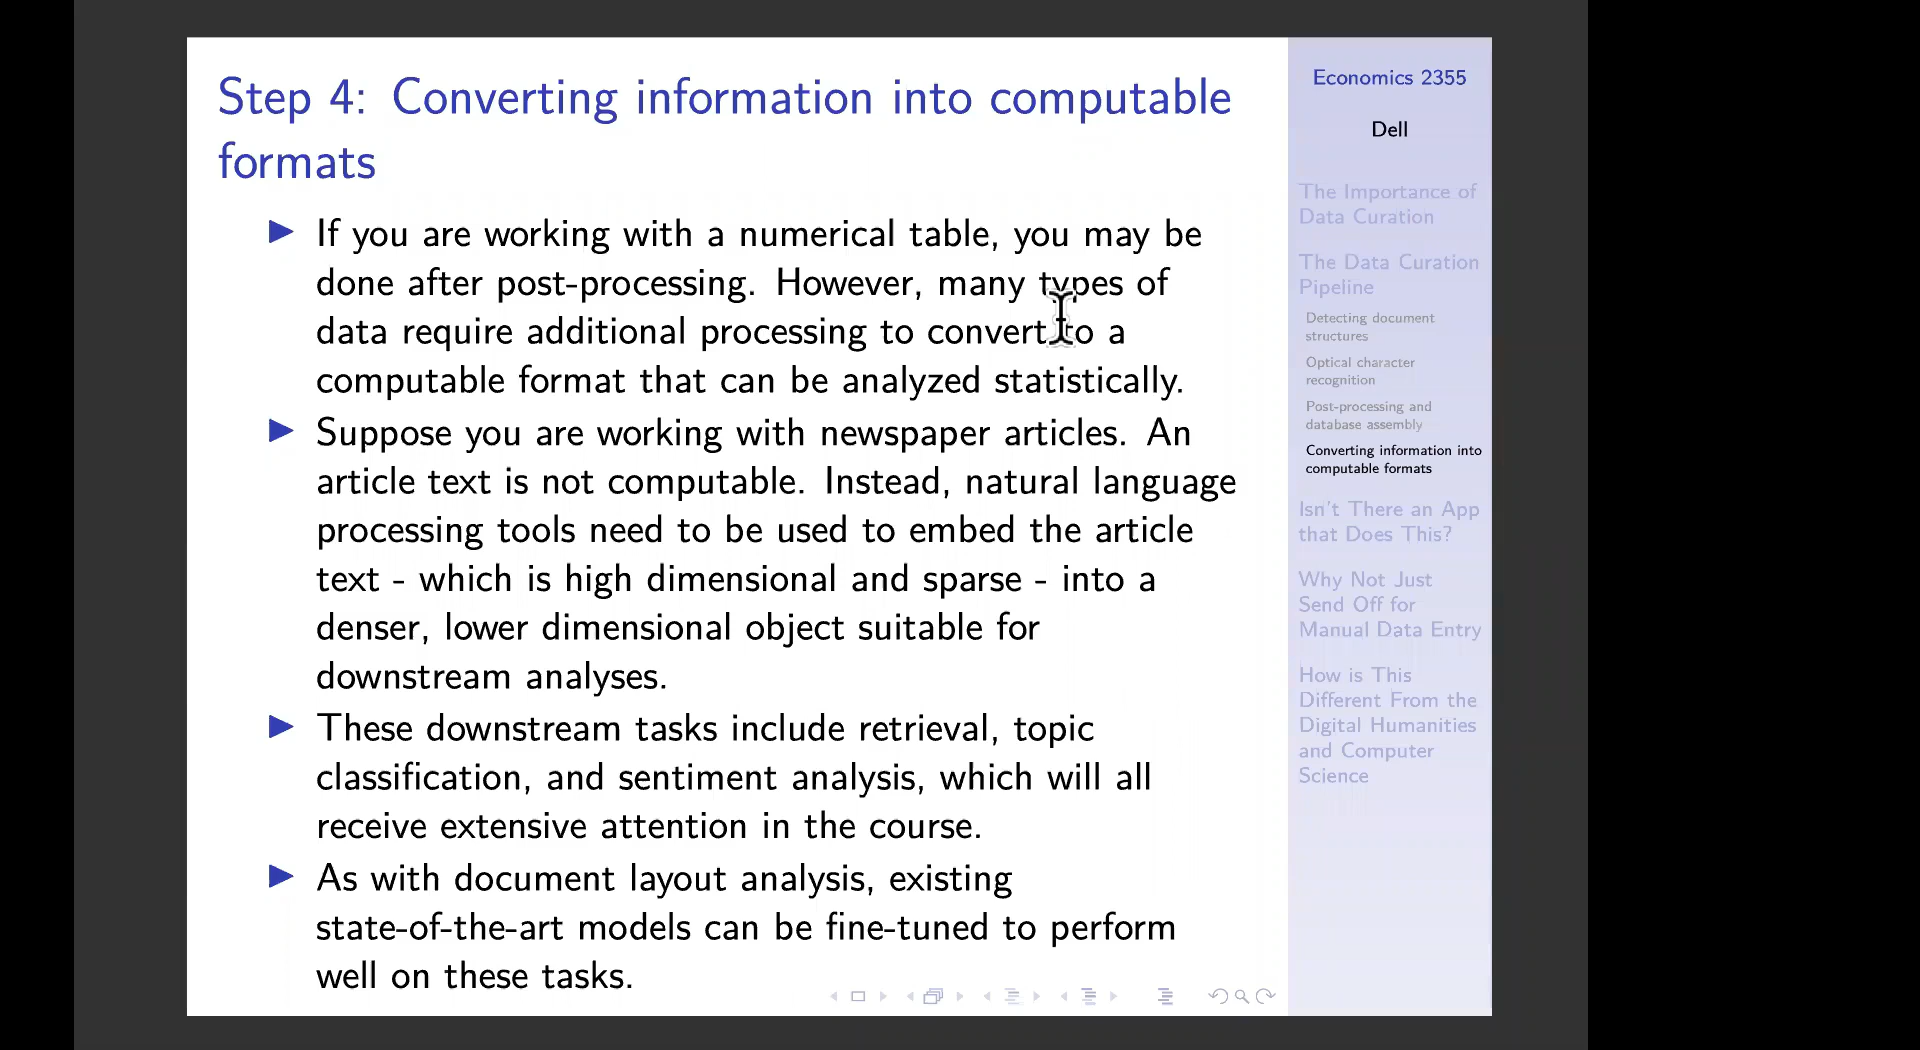 Step 4: Converting information into computable
formats
If you are working with a numerical table, you may be
done after post-processing. However, many types of
data require additional processing to convert to a
computable format that can be analyzed statistically.
Suppose you are working with newspaper articles. An
article text is not computable. Instead, natural language
processing tools need to be used to embed the article
text - which is high dimensional and sparse - into a
denser, lower dimensional object suitable for
downstream analyses.
These downstream tasks include retrieval, topic
classification, and sentiment analysis, which will all
receive extensive attention in the course.
As with document layout analysis, existing
state-of-the-art models can be fine-tuned to perform
well on these tasks.
Economics 2355
Dell
The Importance of
Data Curation
The Data Curation
Pipeline
Detecting document
structures
Optical character
recognition
Post-processing and
database assembly
Converting information into
computable formats
Isn't There an App
that Does This?
Why Not Just
Send Off for
Manual Data Entry
How is This
Different From the
Digital Humanities
and Computer
Science